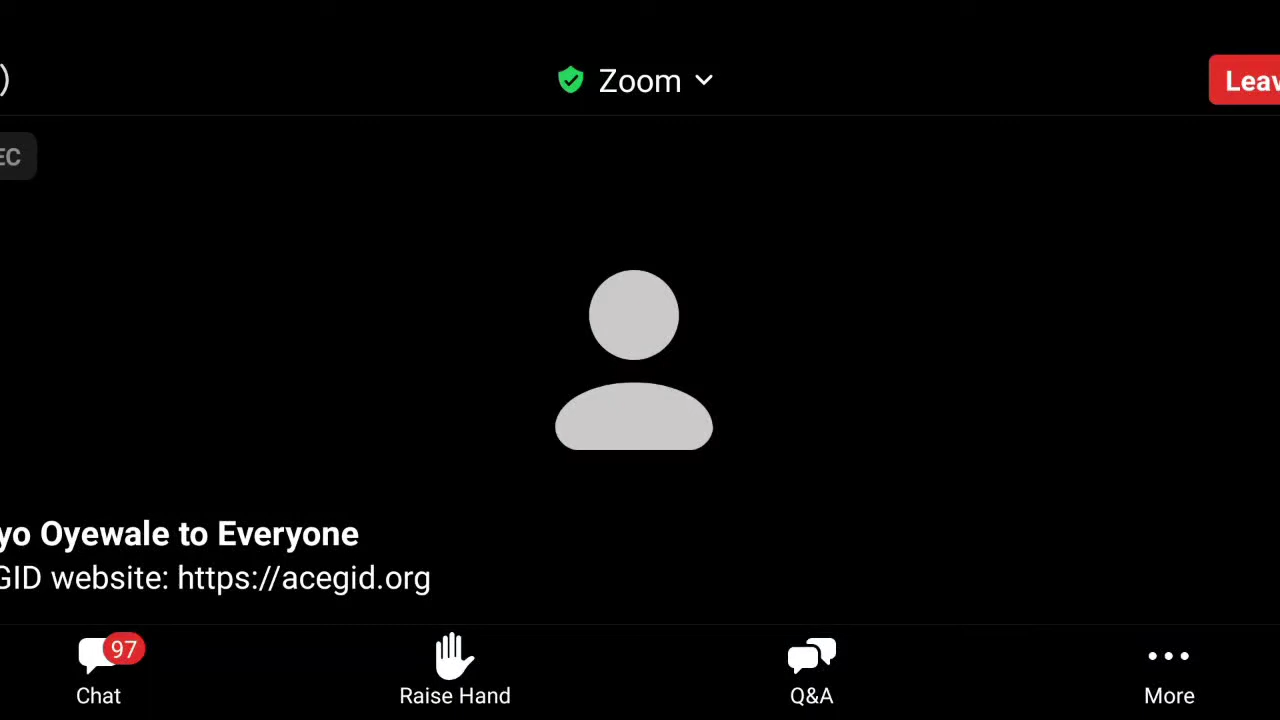 )
Zoom
Leav
EC
yo Oyewale to Everyone
GID website: https://acegid.org
97
Chat
Raise Hand
Q&A
More